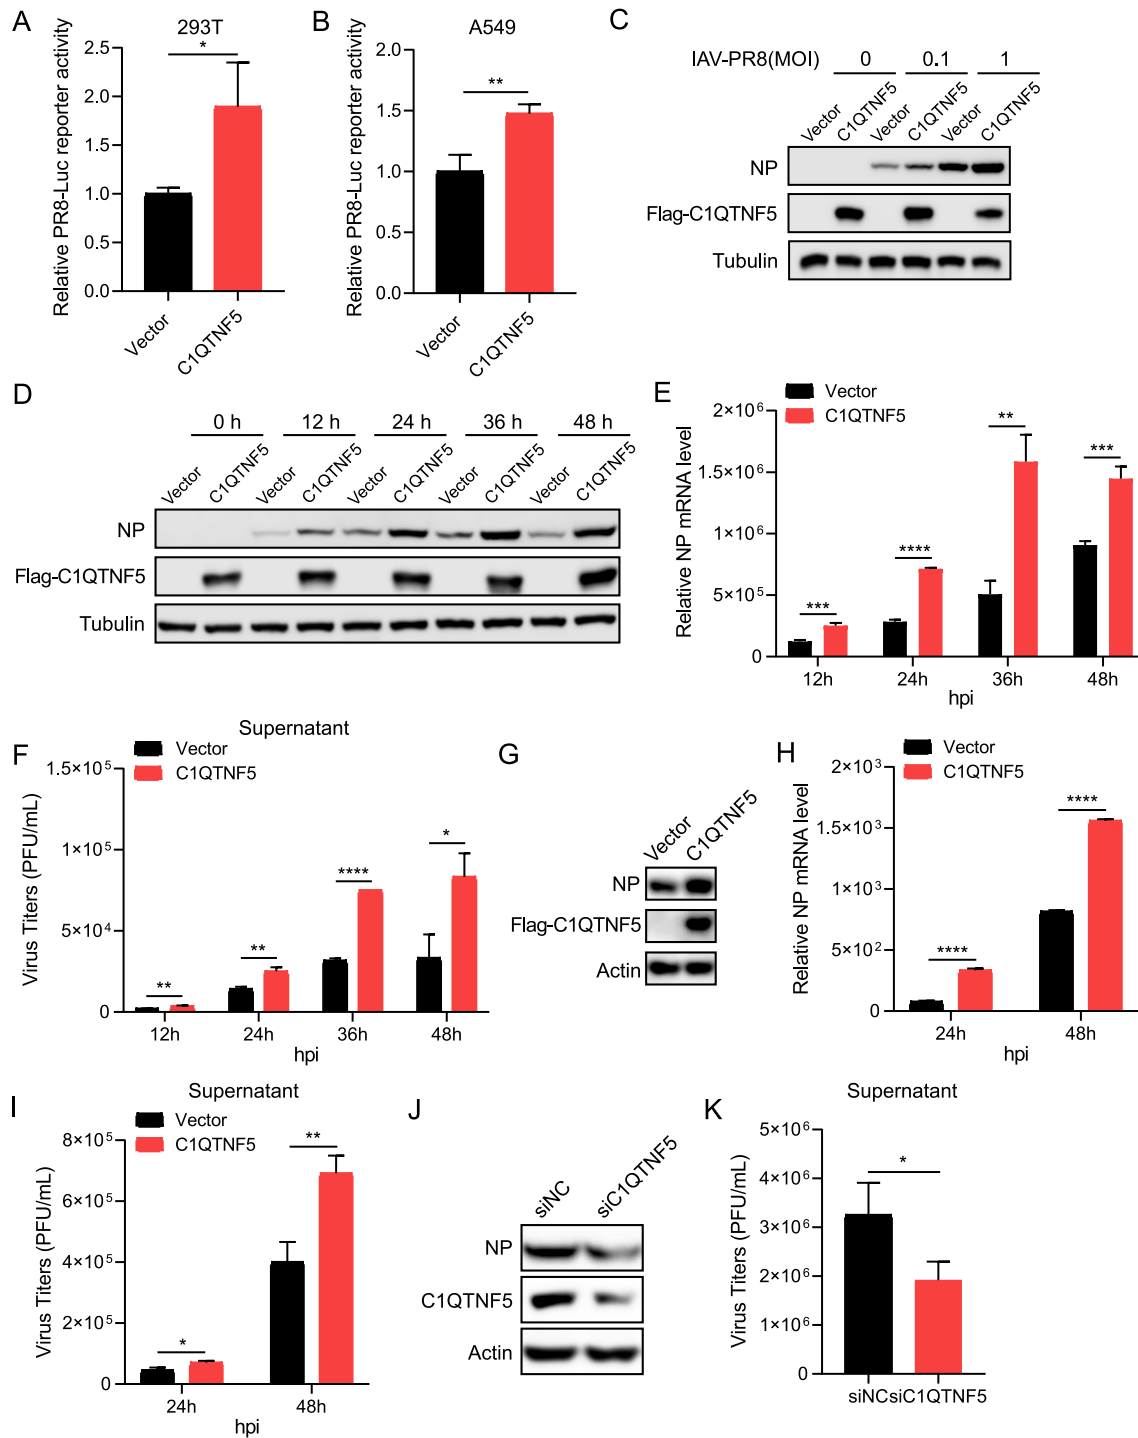 A
293T
Relative PR8-Luc reporter activity
2.5
2.0
1.5
1.0
0.5
0.0
*
Vector
C1QTNF5
B
A549
Relative PR8-Luc reporter activity
2.0
1.5
1.0
0.5
0.0
**
Vector
C1QTNF5
C
IAV-PR8(MOI) 0 0.1 1
Vector C1QTNF5 Vector C1QTNF5 Vector C1QTNF5
NP
Flag-C1QTNF5
Tubulin
D
0 h 12 h 24 h 36 h 48 h
Vector C1QTNF5 Vector C1QTNF5 Vector C1QTNF5 Vector C1QTNF5 Vector C1QTNF5
NP
Flag-C1QTNF5
Tubulin
E
Vector
C1QTNF5
Relative NP mRNA level
2×10⁶
1.5×10⁶
1×10⁶
5×10⁵
0
*** **** ** ***
12h 24h 36h 48h
hpi
F
Supernatant
Vector
C1QTNF5
Virus Titers (PFU/mL)
1.5×10⁵
1×10⁵
5×10⁴
0
** ** **** *
12h 24h 36h 48h
hpi
G
Vector C1QTNF5
NP
Flag-C1QTNF5
Actin
H
Vector
C1QTNF5
Relative NP mRNA level
2×10³
1.5×10³
1×10³
5×10²
0
**** ****
24h 48h
hpi
I
Supernatant
Vector
C1QTNF5
Virus Titers (PFU/mL)
8×10⁵
6×10⁵
4×10⁵
2×10⁵
0
* **
24h 48h
hpi
J
siNC siC1QTNF5
NP
C1QTNF5
Actin
K
Supernatant
Virus Titers (PFU/mL)
5×10⁶
4×10⁶
3×10⁶
2×10⁶
1×10⁶
0
*
siNCsiC1QTNF5